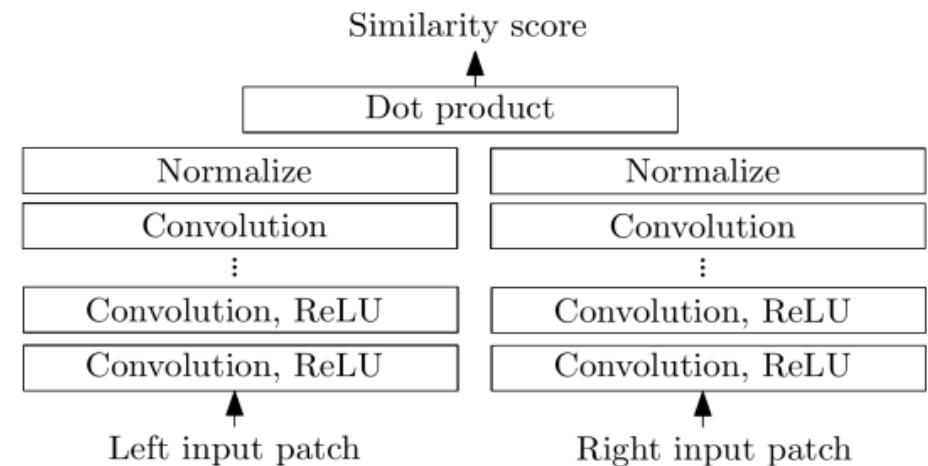 Similarity score
Dot product
Normalize
Normalize
Convolution
Convolution
⋮
⋮
Convolution, ReLU
Convolution, ReLU
Convolution, ReLU
Convolution, ReLU
Left input patch
Right input patch